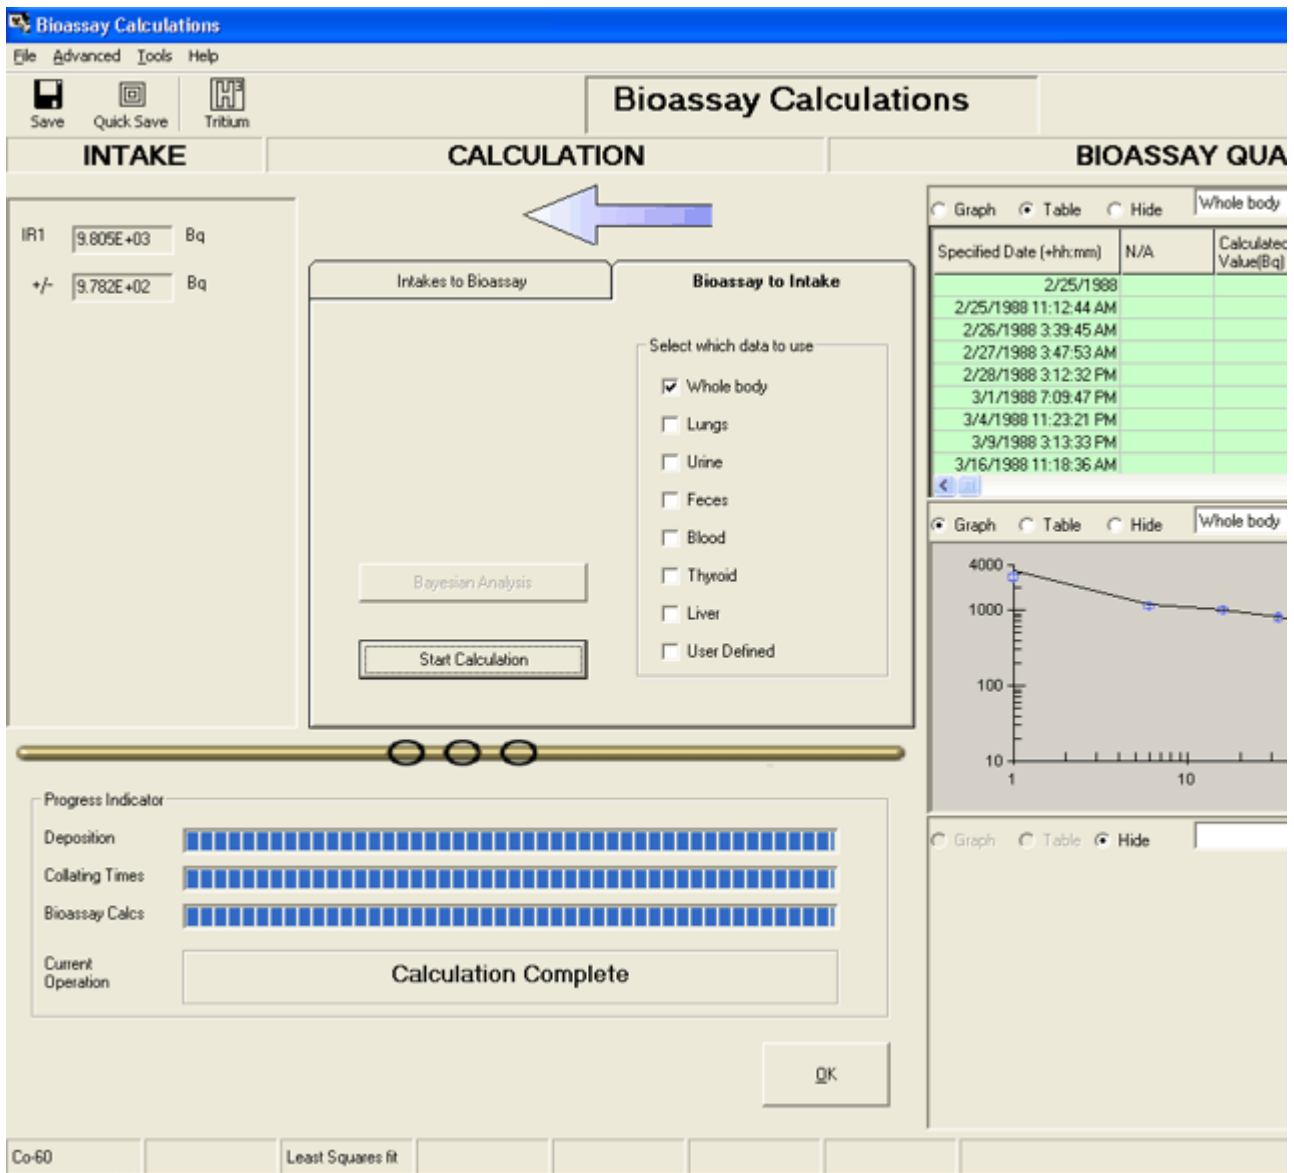 Bioassay Calculations
File Advanced Tools Help
Save Quick Save Tritium
Bioassay Calculations
INTAKE CALCULATION BIOASSAY QUA
IR1 9.805E+03 Bq
+/- 9.782E+02 Bq
Intakes to Bioassay Bioassay to Intake
Select which data to use
Whole body
Lungs
Urine
Feces
Blood
Thyroid
Liver
User Defined
Bayesian Analysis
Start Calculation
Graph Table Hide Whole body
Specified Date (+hh:mm) N/A Calculated
Value(Bq)
2/25/1988
2/25/1988 11:12:44 AM
2/26/1988 3:39:45 AM
2/27/1988 3:47:53 AM
2/28/1988 3:12:32 PM
3/1/1988 7:09:47 PM
3/4/1988 11:23:21 PM
3/9/1988 3:13:33 PM
3/16/1988 11:18:36 AM
Graph Table Hide Whole body
4000
1000
100
10
1 10
Progress Indicator
Deposition
Collating Times
Bioassay Calcs
Current
Operation
Calculation Complete
OK
Graph Table Hide
Co-60 Least Squares fit